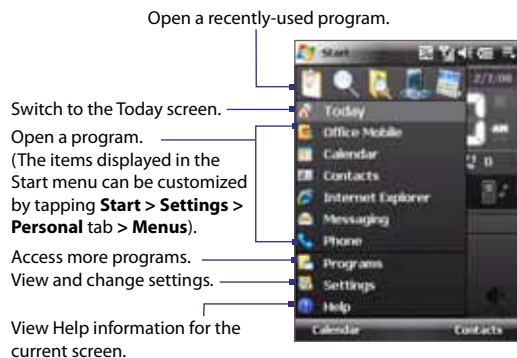 Open a recently-used program.
Switch to the Today screen.
Open a program.
(The items displayed in the
Start menu can be customized
by tapping Start > Settings >
Personal tab > Menus).
Access more programs.
View and change settings.
View Help information for the
current screen.
Start
2/7/08
Today
Office Mobile
Calendar
Contacts
Internet Explorer
Messaging
Phone
Programs
Settings
Help
Calendar
Contacts